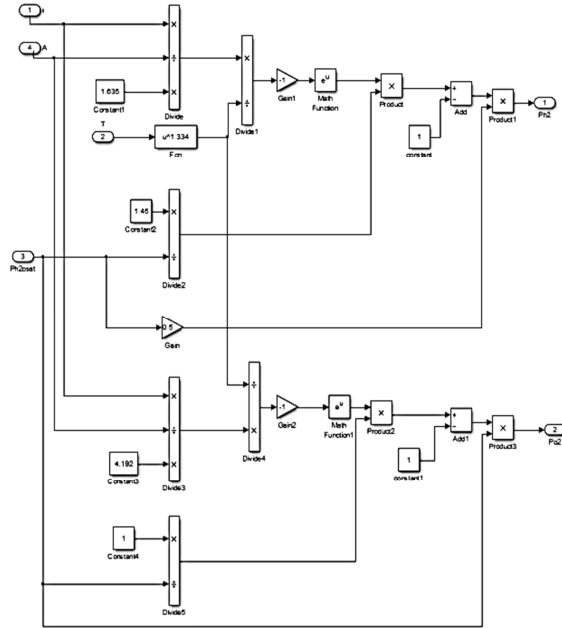 1 i
4 A
1.635
Constant1
Divide
T
2
u^1.334
Fcn
Divide1
-1
Gain1
e^u
Math
Function
Product
1
constant
Add
Product1
1
Ph2
1.45
Constant2
Divide2
3
Ph2osat
0.5
Gain
Divide4
-1
Gain2
e^u
Math
Function1
Product2
1
constant1
Add1
Product3
2
Po2
4.192
Constant3
Divide3
1
Constant4
Divide5